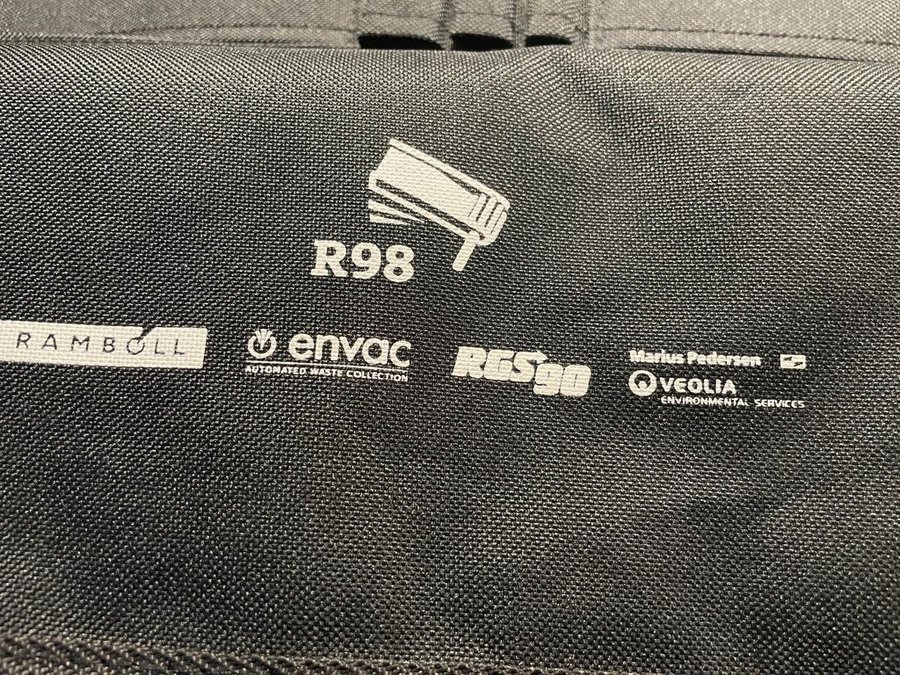 R98
RAMBOLL
envac
AUTOMATED WASTE COLLECTION
RGS90
Marius Pedersen
VEOLIA
ENVIRONMENTAL SERVICES